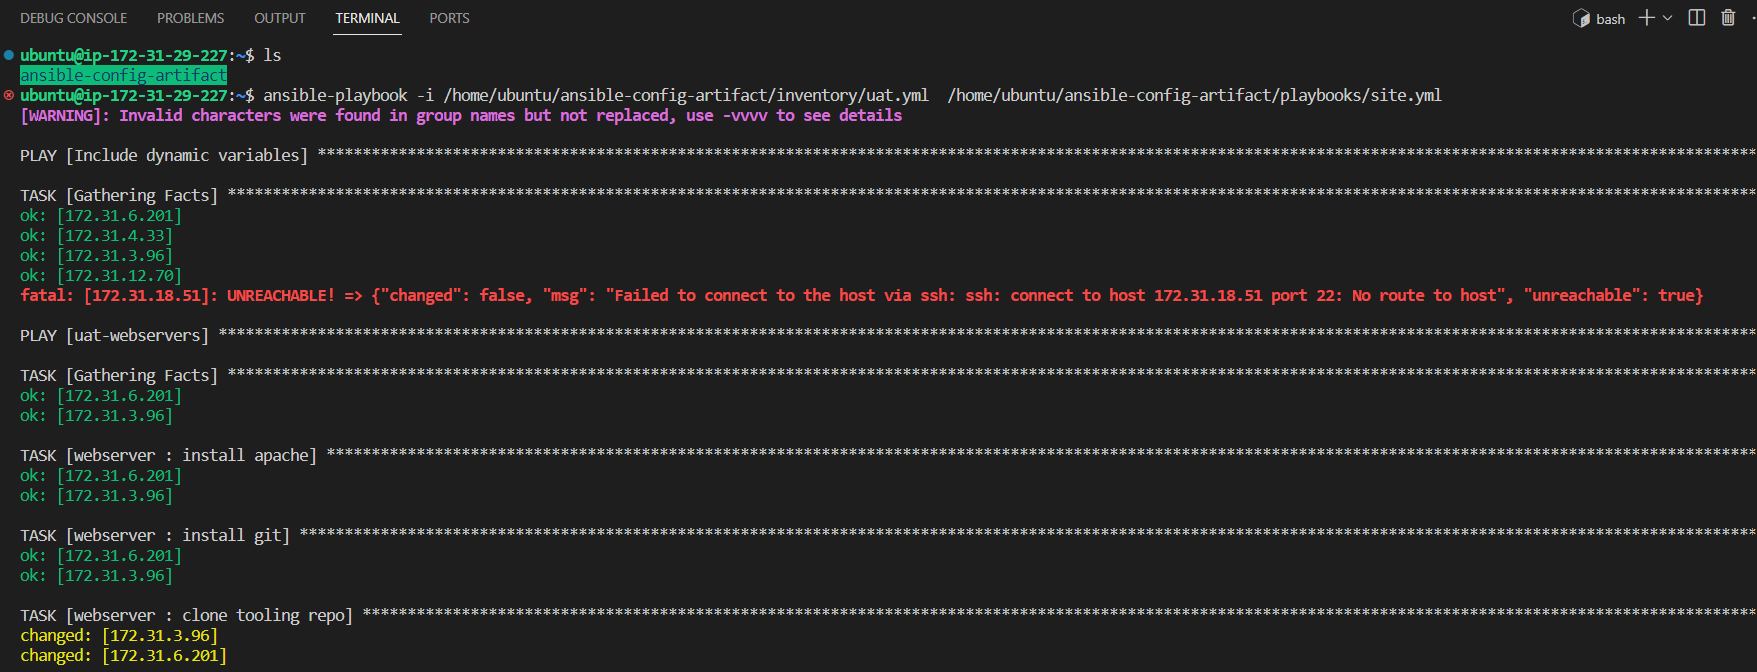 DEBUG CONSOLE PROBLEMS OUTPUT TERMINAL PORTS bash
ubuntu@ip-172-31-29-227:~$ ls
ansible-config-artifact
ubuntu@ip-172-31-29-227:~$ ansible-playbook -i /home/ubuntu/ansible-config-artifact/inventory/uat.yml  /home/ubuntu/ansible-config-artifact/playbooks/site.yml
[WARNING]: Invalid characters were found in group names but not replaced, use -vvvv to see details
PLAY [Include dynamic variables] ****************************************************************************************************************************************************************
TASK [Gathering Facts] **************************************************************************************************************************************************************************
ok: [172.31.6.201]
ok: [172.31.4.33]
ok: [172.31.3.96]
ok: [172.31.12.70]
fatal: [172.31.18.51]: UNREACHABLE! => {"changed": false, "msg": "Failed to connect to the host via ssh: ssh: connect to host 172.31.18.51 port 22: No route to host", "unreachable": true}
PLAY [uat-webservers] ***************************************************************************************************************************************************************************
TASK [Gathering Facts] **************************************************************************************************************************************************************************
ok: [172.31.6.201]
ok: [172.31.3.96]
TASK [webserver : install apache] ***************************************************************************************************************************************************************
ok: [172.31.6.201]
ok: [172.31.3.96]
TASK [webserver : install git] ******************************************************************************************************************************************************************
ok: [172.31.6.201]
ok: [172.31.3.96]
TASK [webserver : clone tooling repo] ***********************************************************************************************************************************************************
changed: [172.31.3.96]
changed: [172.31.6.201]